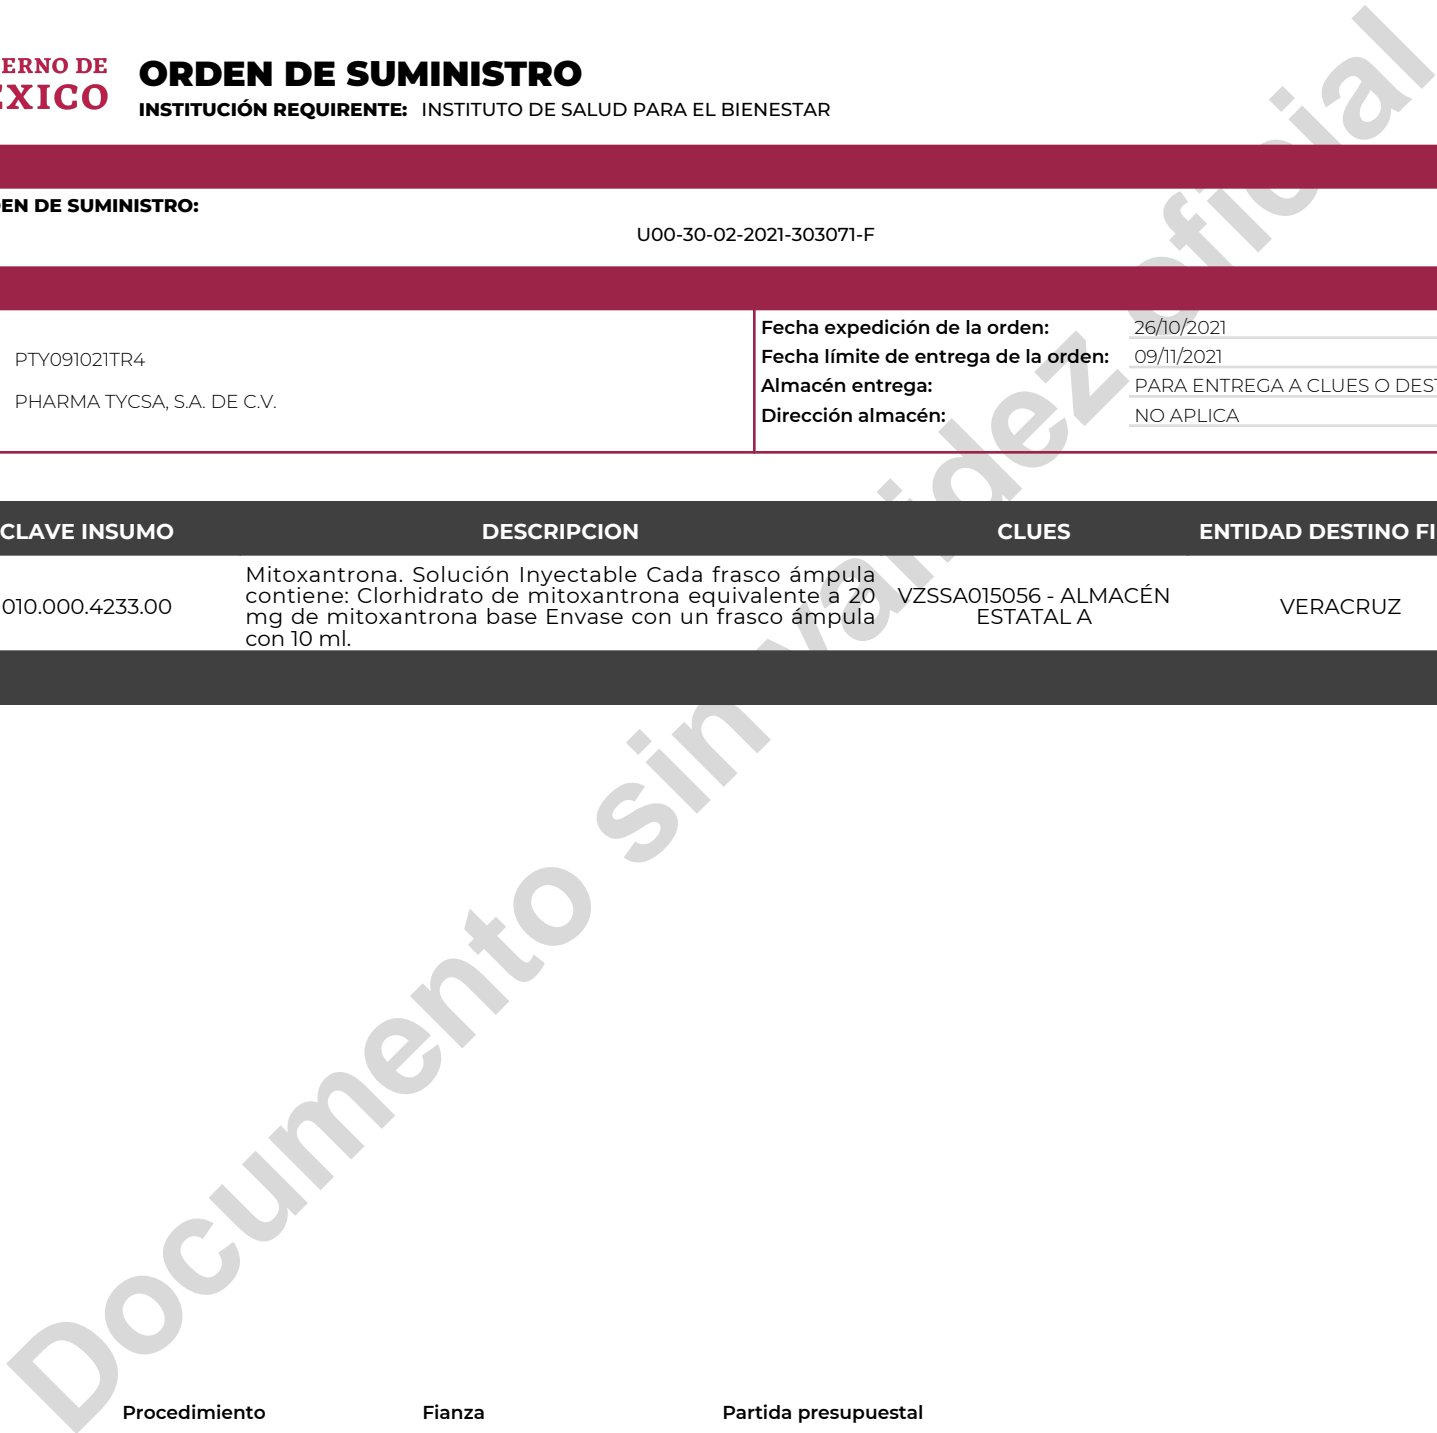 ERNO DE
EXICO
ORDEN DE SUMINISTRO
INSTITUCIÓN REQUIRENTE: INSTITUTO DE SALUD PARA EL BIENESTAR
EN DE SUMINISTRO:
U00-30-02-2021-303071-F
PTY091021TR4
PHARMA TYCSA, S.A. DE C.V.
Fecha expedición de la orden: 26/10/2021
Fecha límite de entrega de la orden: 09/11/2021
Almacén entrega: PARA ENTREGA A CLUES O DEST
Dirección almacén: NO APLICA
CLAVE INSUMO DESCRIPCION CLUES ENTIDAD DESTINO FI
010.000.4233.00
Mitoxantrona. Solución Inyectable Cada frasco ámpula
contiene: Clorhidrato de mitoxantrona equivalente a 20
mg de mitoxantrona base Envase con un frasco ámpula
con 10 ml.
VZSSA015056 - ALMACÉN
ESTATAL A
VERACRUZ
Documento sin validez oficial
Procedimiento Fianza Partida presupuestal